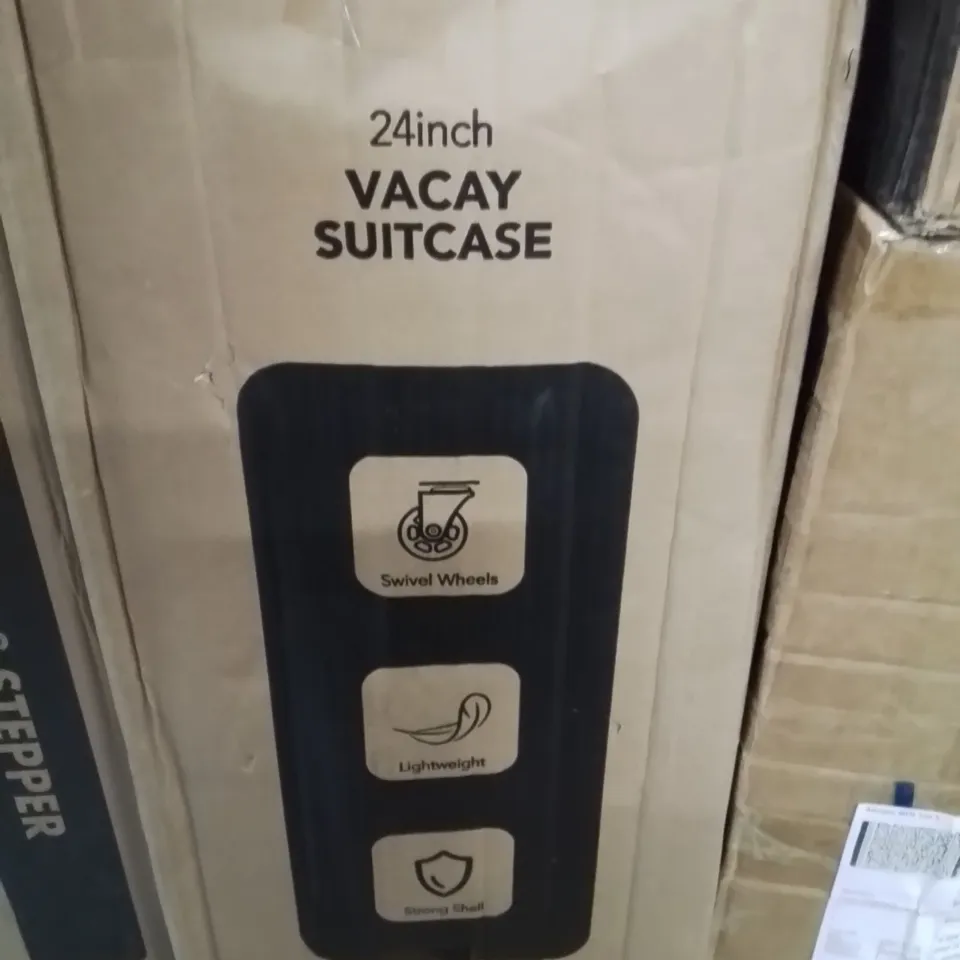 24inch
VACAY
SUITCASE
Swivel Wheels
Lightweight
Strong Shell
STEPPER